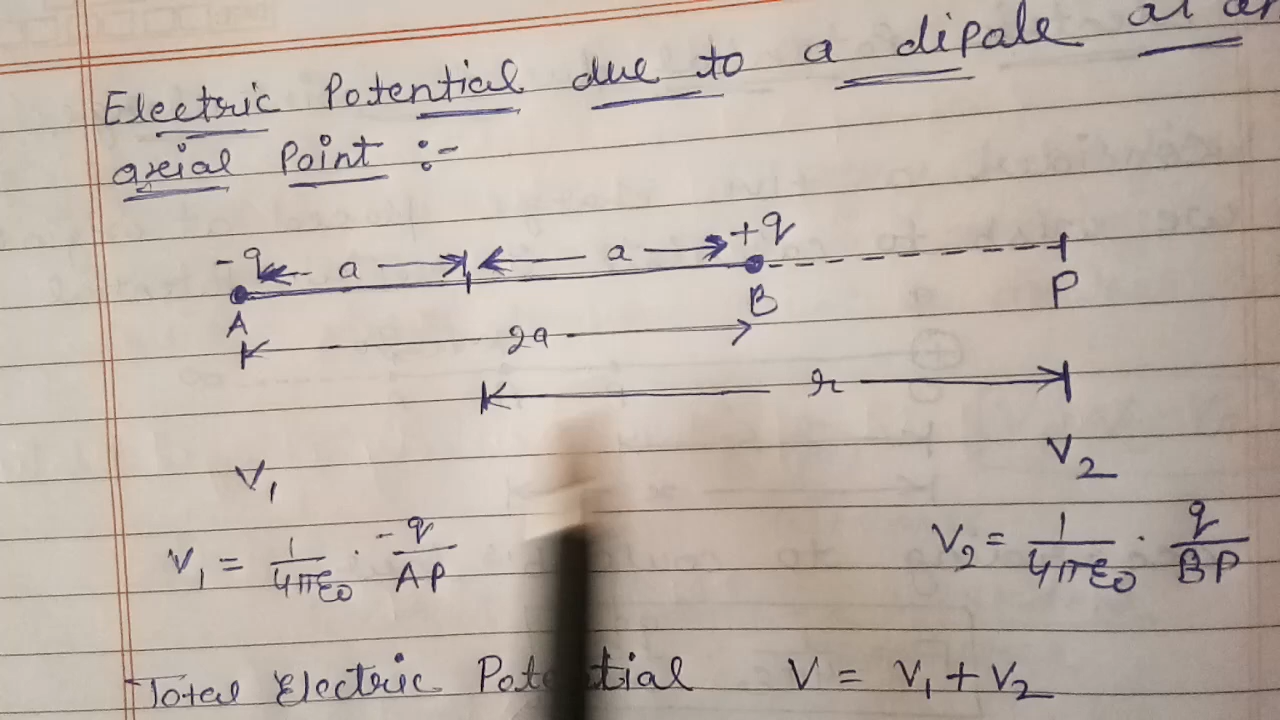 Electric Potential due to a dipale at an
axial Point :-
-q a a +q
A B P
2a
r
V₁ V₂
V₁ = 1/4πε₀ · -q/AP V₂ = 1/4πε₀ · q/BP
Total Electric Potential V = V₁ + V₂